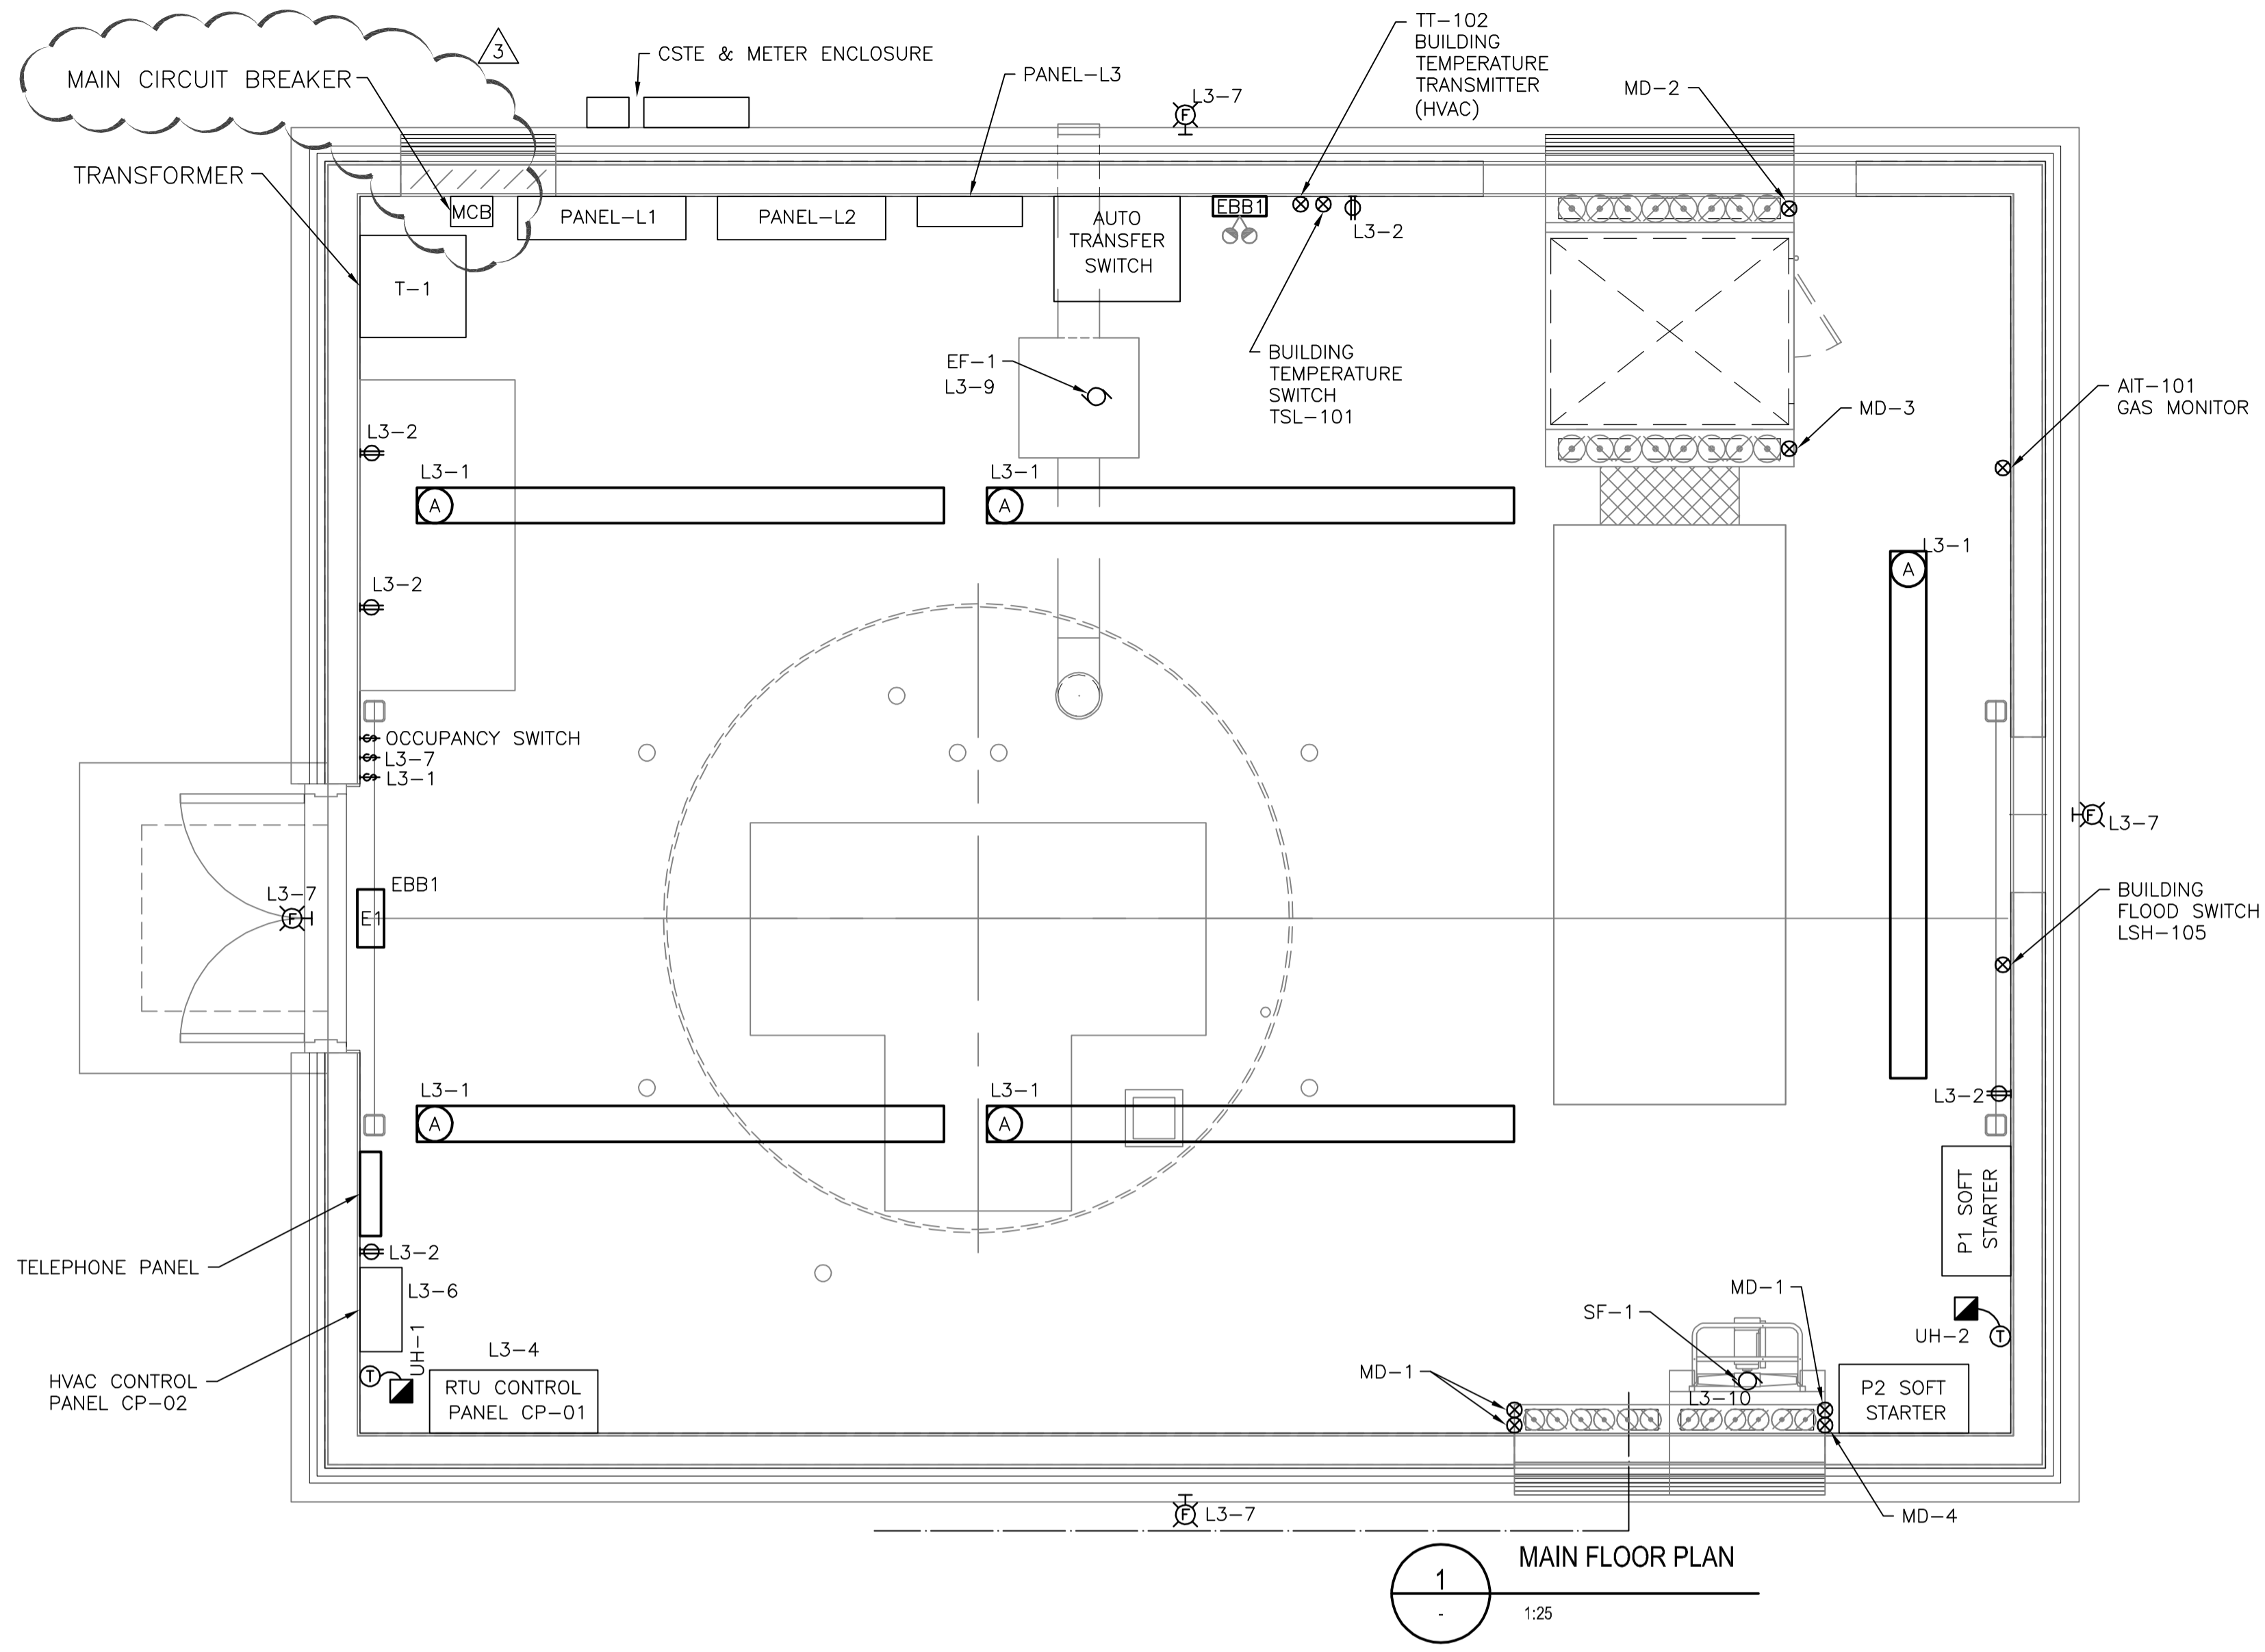 TT-102
BUILDING
TEMPERATURE
TRANSMITTER
(HVAC)
3
CSTE & METER ENCLOSURE
MAIN CIRCUIT BREAKER
PANEL-L3
L3-7
MD-2
TRANSFORMER
MCB
PANEL-L1
PANEL-L2
AUTO
TRANSFER
SWITCH
EBB1
L3-2
T-1
EF-1
L3-9
BUILDING
TEMPERATURE
SWITCH
TSL-101
MD-3
AIT-101
GAS MONITOR
L3-2
L3-1
A
L3-1
A
L3-1
A
L3-2
OCCUPANCY SWITCH
L3-7
L3-1
S
S
S
F
F
L3-7
EBB1
L3-7
F
E1
BUILDING
FLOOD SWITCH
LSH-105
L3-1
A
L3-1
A
L3-2
P1 SOFT
STARTER
TELEPHONE PANEL
L3-2
L3-6
UH-1
L3-4
T
HVAC CONTROL
PANEL CP-02
RTU CONTROL
PANEL CP-01
MD-1
SF-1
MD-1
L3-10
UH-2
T
P2 SOFT
STARTER
F
L3-7
MD-4
1
-
MAIN FLOOR PLAN
1:25